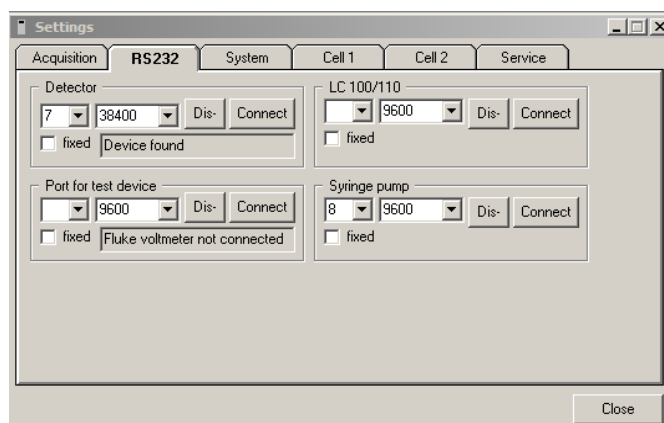 Settings
Acquisition RS232 System Cell 1 Cell 2 Service
Detector
7 38400 Dis- Connect
fixed Device found
LC 100/110
9600 Dis- Connect
fixed
Port for test device
9600 Dis- Connect
fixed Fluke voltmeter not connected
Syringe pump
8 9600 Dis- Connect
fixed
Close